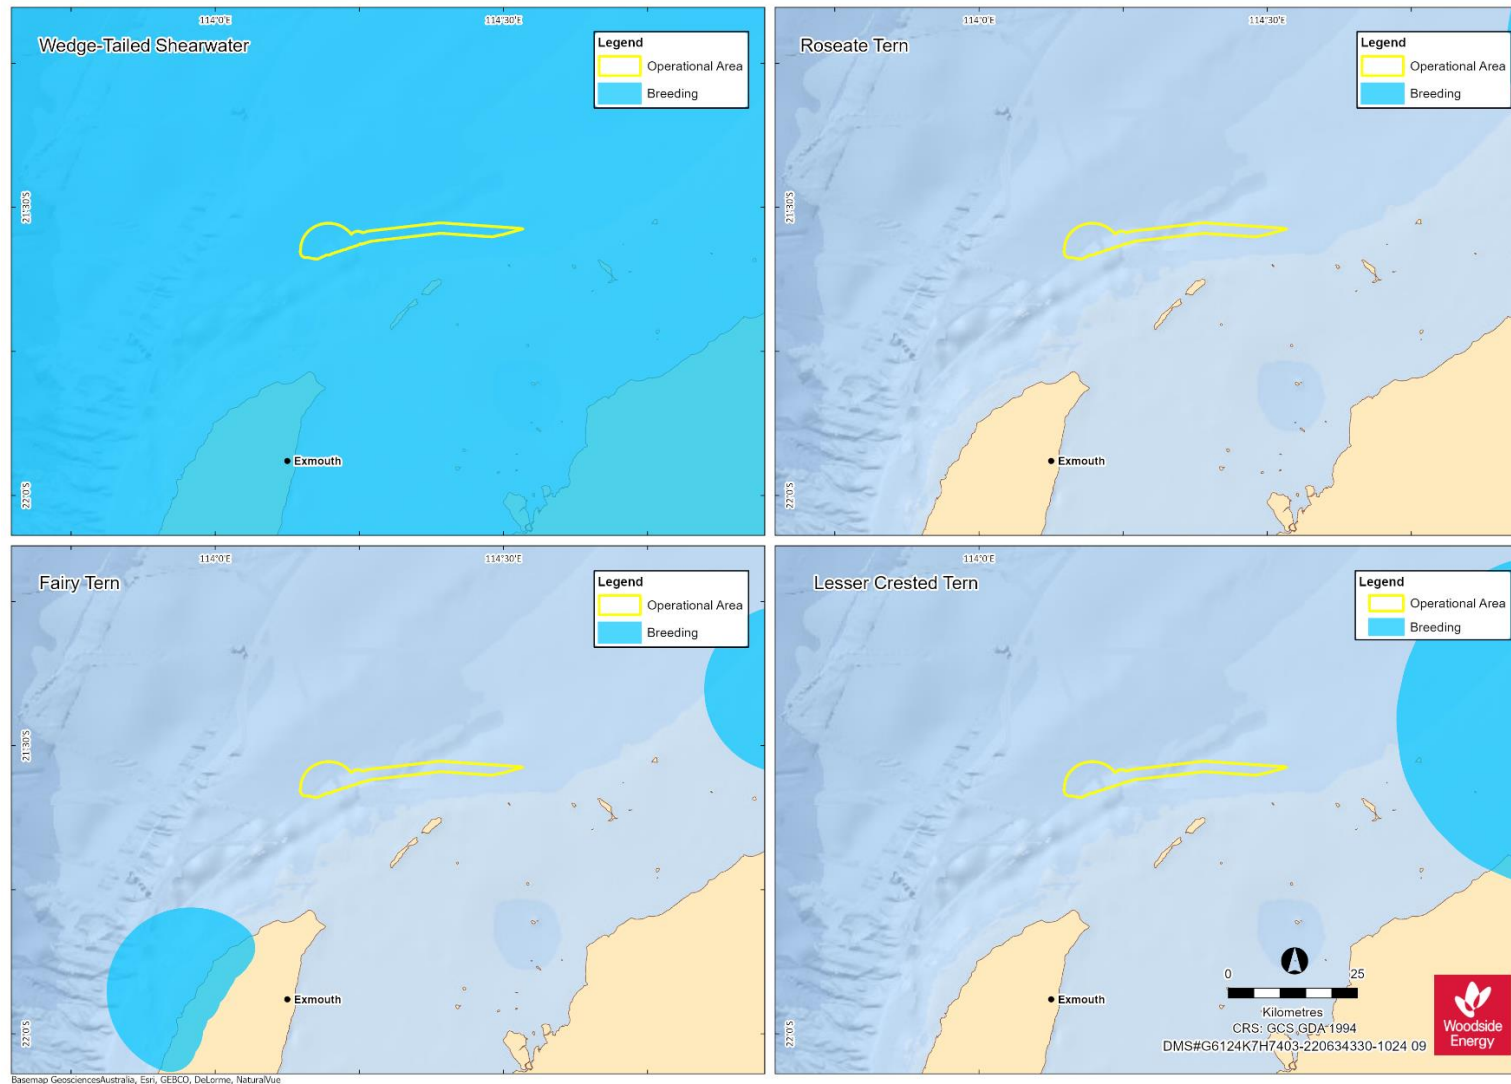 114°0'E
114°30'E
Wedge-Tailed Shearwater
Legend
Operational Area
Breeding
21°30'S
22°0'S
Exmouth
114°0'E
114°30'E
Roseate Tern
Legend
Operational Area
Breeding
21°30'S
22°0'S
Exmouth
114°0'E
114°30'E
Fairy Tern
Legend
Operational Area
Breeding
21°30'S
22°0'S
Exmouth
Basemap GeosciencesAustralia, Esri, GEBCO, DeLorme, NaturalVue
114°0'E
114°30'E
Lesser Crested Tern
Legend
Operational Area
Breeding
21°30'S
22°0'S
Exmouth
0 25
Kilometres
CRS: GCS GDA 1994
DMS#G6124K7H7403-220634330-1024 09
Woodside
Energy